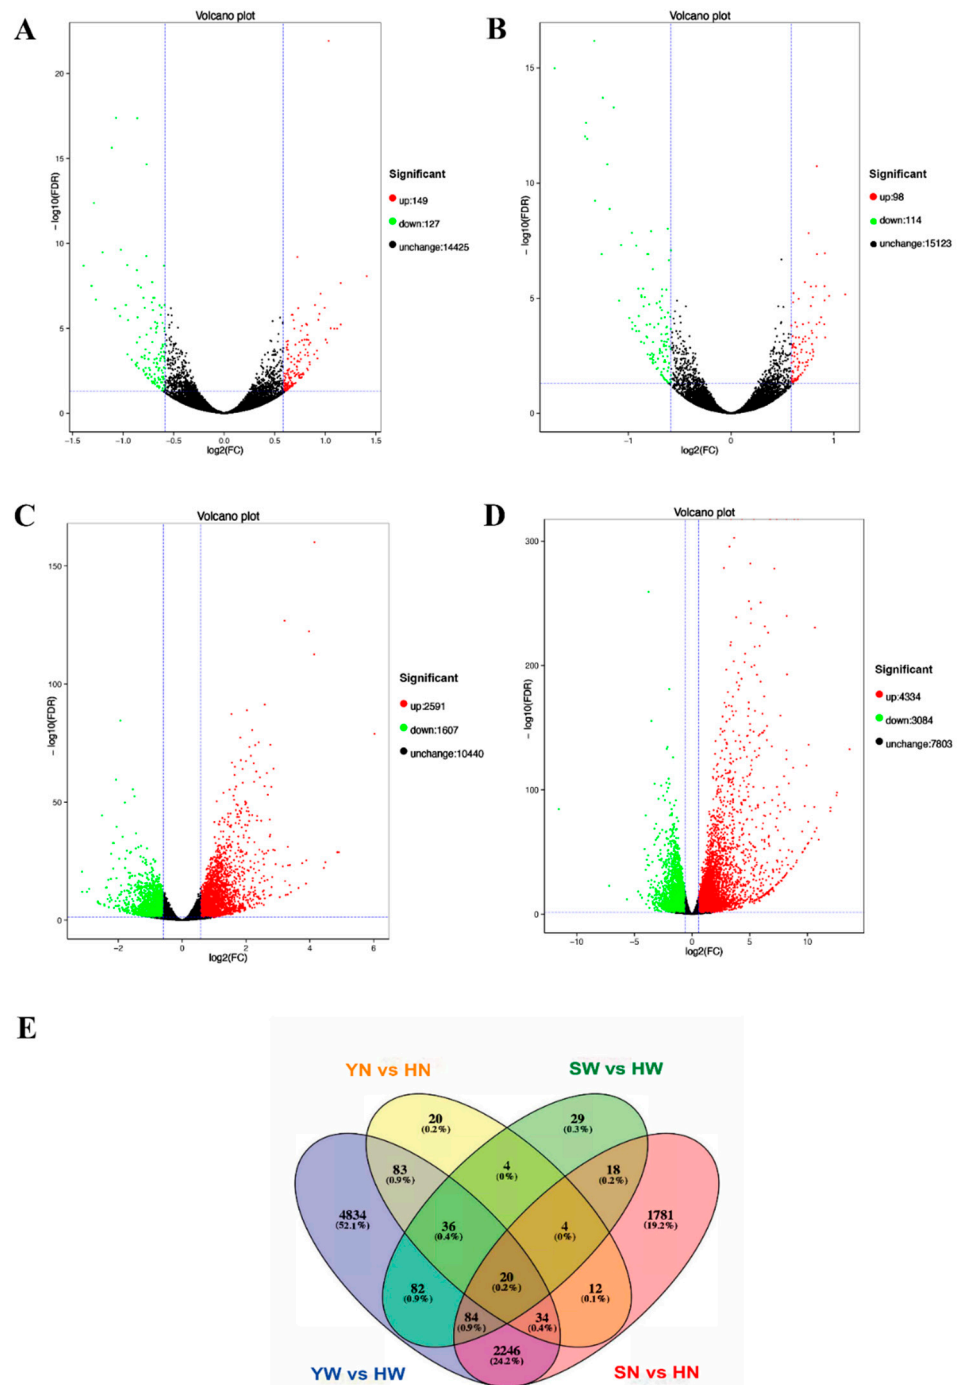 A
Volcano plot
− log10(FDR)
20
15
10
5
0
−1.5 −1.0 −0.5 0.0 0.5 1.0 1.5
log2(FC)
Significant
up:149
down:127
unchange:14425
B
Volcano plot
− log10(FDR)
15
10
5
0
−1 0 1
log2(FC)
Significant
up:98
down:114
unchange:15123
C
Volcano plot
− log10(FDR)
150
100
50
0
−2 0 2 4 6
log2(FC)
Significant
up:2591
down:1607
unchange:10440
D
Volcano plot
− log10(FDR)
300
200
100
0
−10 −5 0 5 10
log2(FC)
Significant
up:4334
down:3084
unchange:7803
E
YN vs HN
SW vs HW
20
(0.2%)
29
(0.3%)
83
(0.9%)
4
(0%)
18
(0.2%)
4834
(52.1%)
36
(0.4%)
4
(0%)
1781
(19.2%)
82
(0.9%)
20
(0.2%)
12
(0.1%)
84
(0.9%)
34
(0.4%)
2246
(24.2%)
YW vs HW
SN vs HN